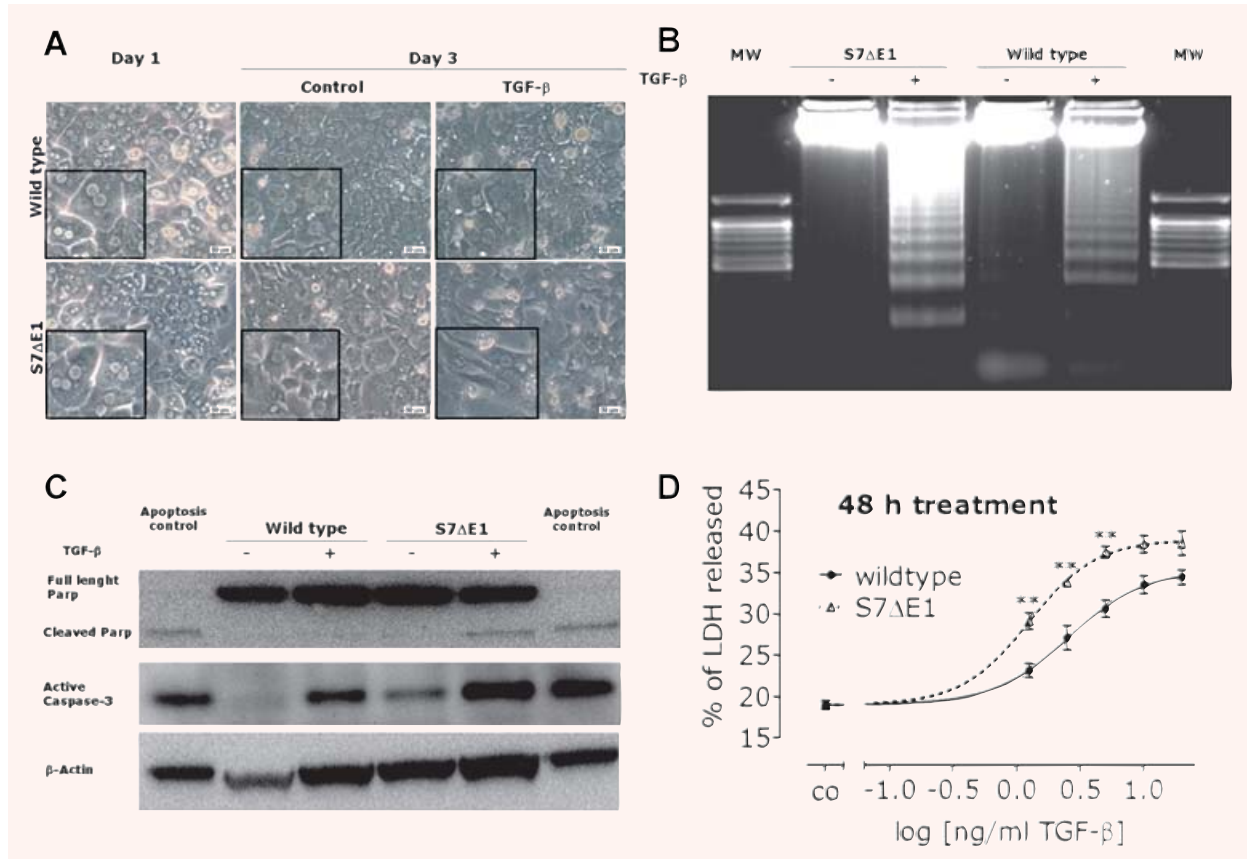 A
Day 1
Day 3
Control
TGF-β
Wild type
S7ΔE1
B
MW
S7ΔE1
Wild type
MW
TGF-β
-
+
-
+
C
Apoptosis
control
Wild type
S7ΔE1
Apoptosis
control
TGF-β
-
+
-
+
Full lenght
Parp
Cleaved Parp
Active
Caspase-3
β-Actin
D
48 h treatment
wildtype
S7ΔE1
% of LDH released
45
40
35
30
25
20
15
**
**
**
co
-1.0
-0.5
0.0
0.5
1.0
log [ng/ml TGF-β]